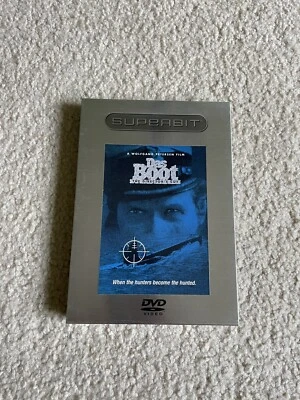 SUPERBIT
A WOLFGANG PETERSEN FILM
Das
Boot
When the hunters become the hunted.
DVD
VIDEO